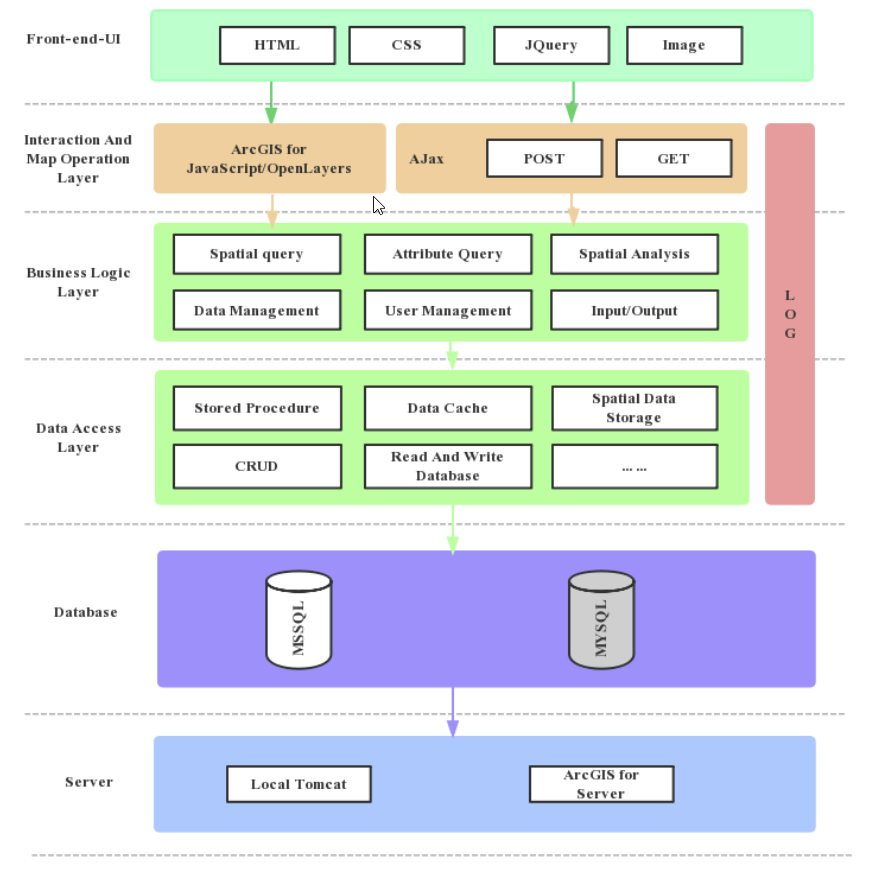 Front-end-UI
HTML
CSS
JQuery
Image
Interaction And
Map Operation
Layer
ArcGIS for
JavaScript/OpenLayers
AJax
POST
GET
Business Logic
Layer
Spatial query
Attribute Query
Spatial Analysis
Data Management
User Management
Input/Output
L
O
G
Data Access
Layer
Stored Procedure
Data Cache
Spatial Data
Storage
CRUD
Read And Write
Database
... ...
Database
MSSQL
MYSQL
Server
Local Tomcat
ArcGIS for
Server